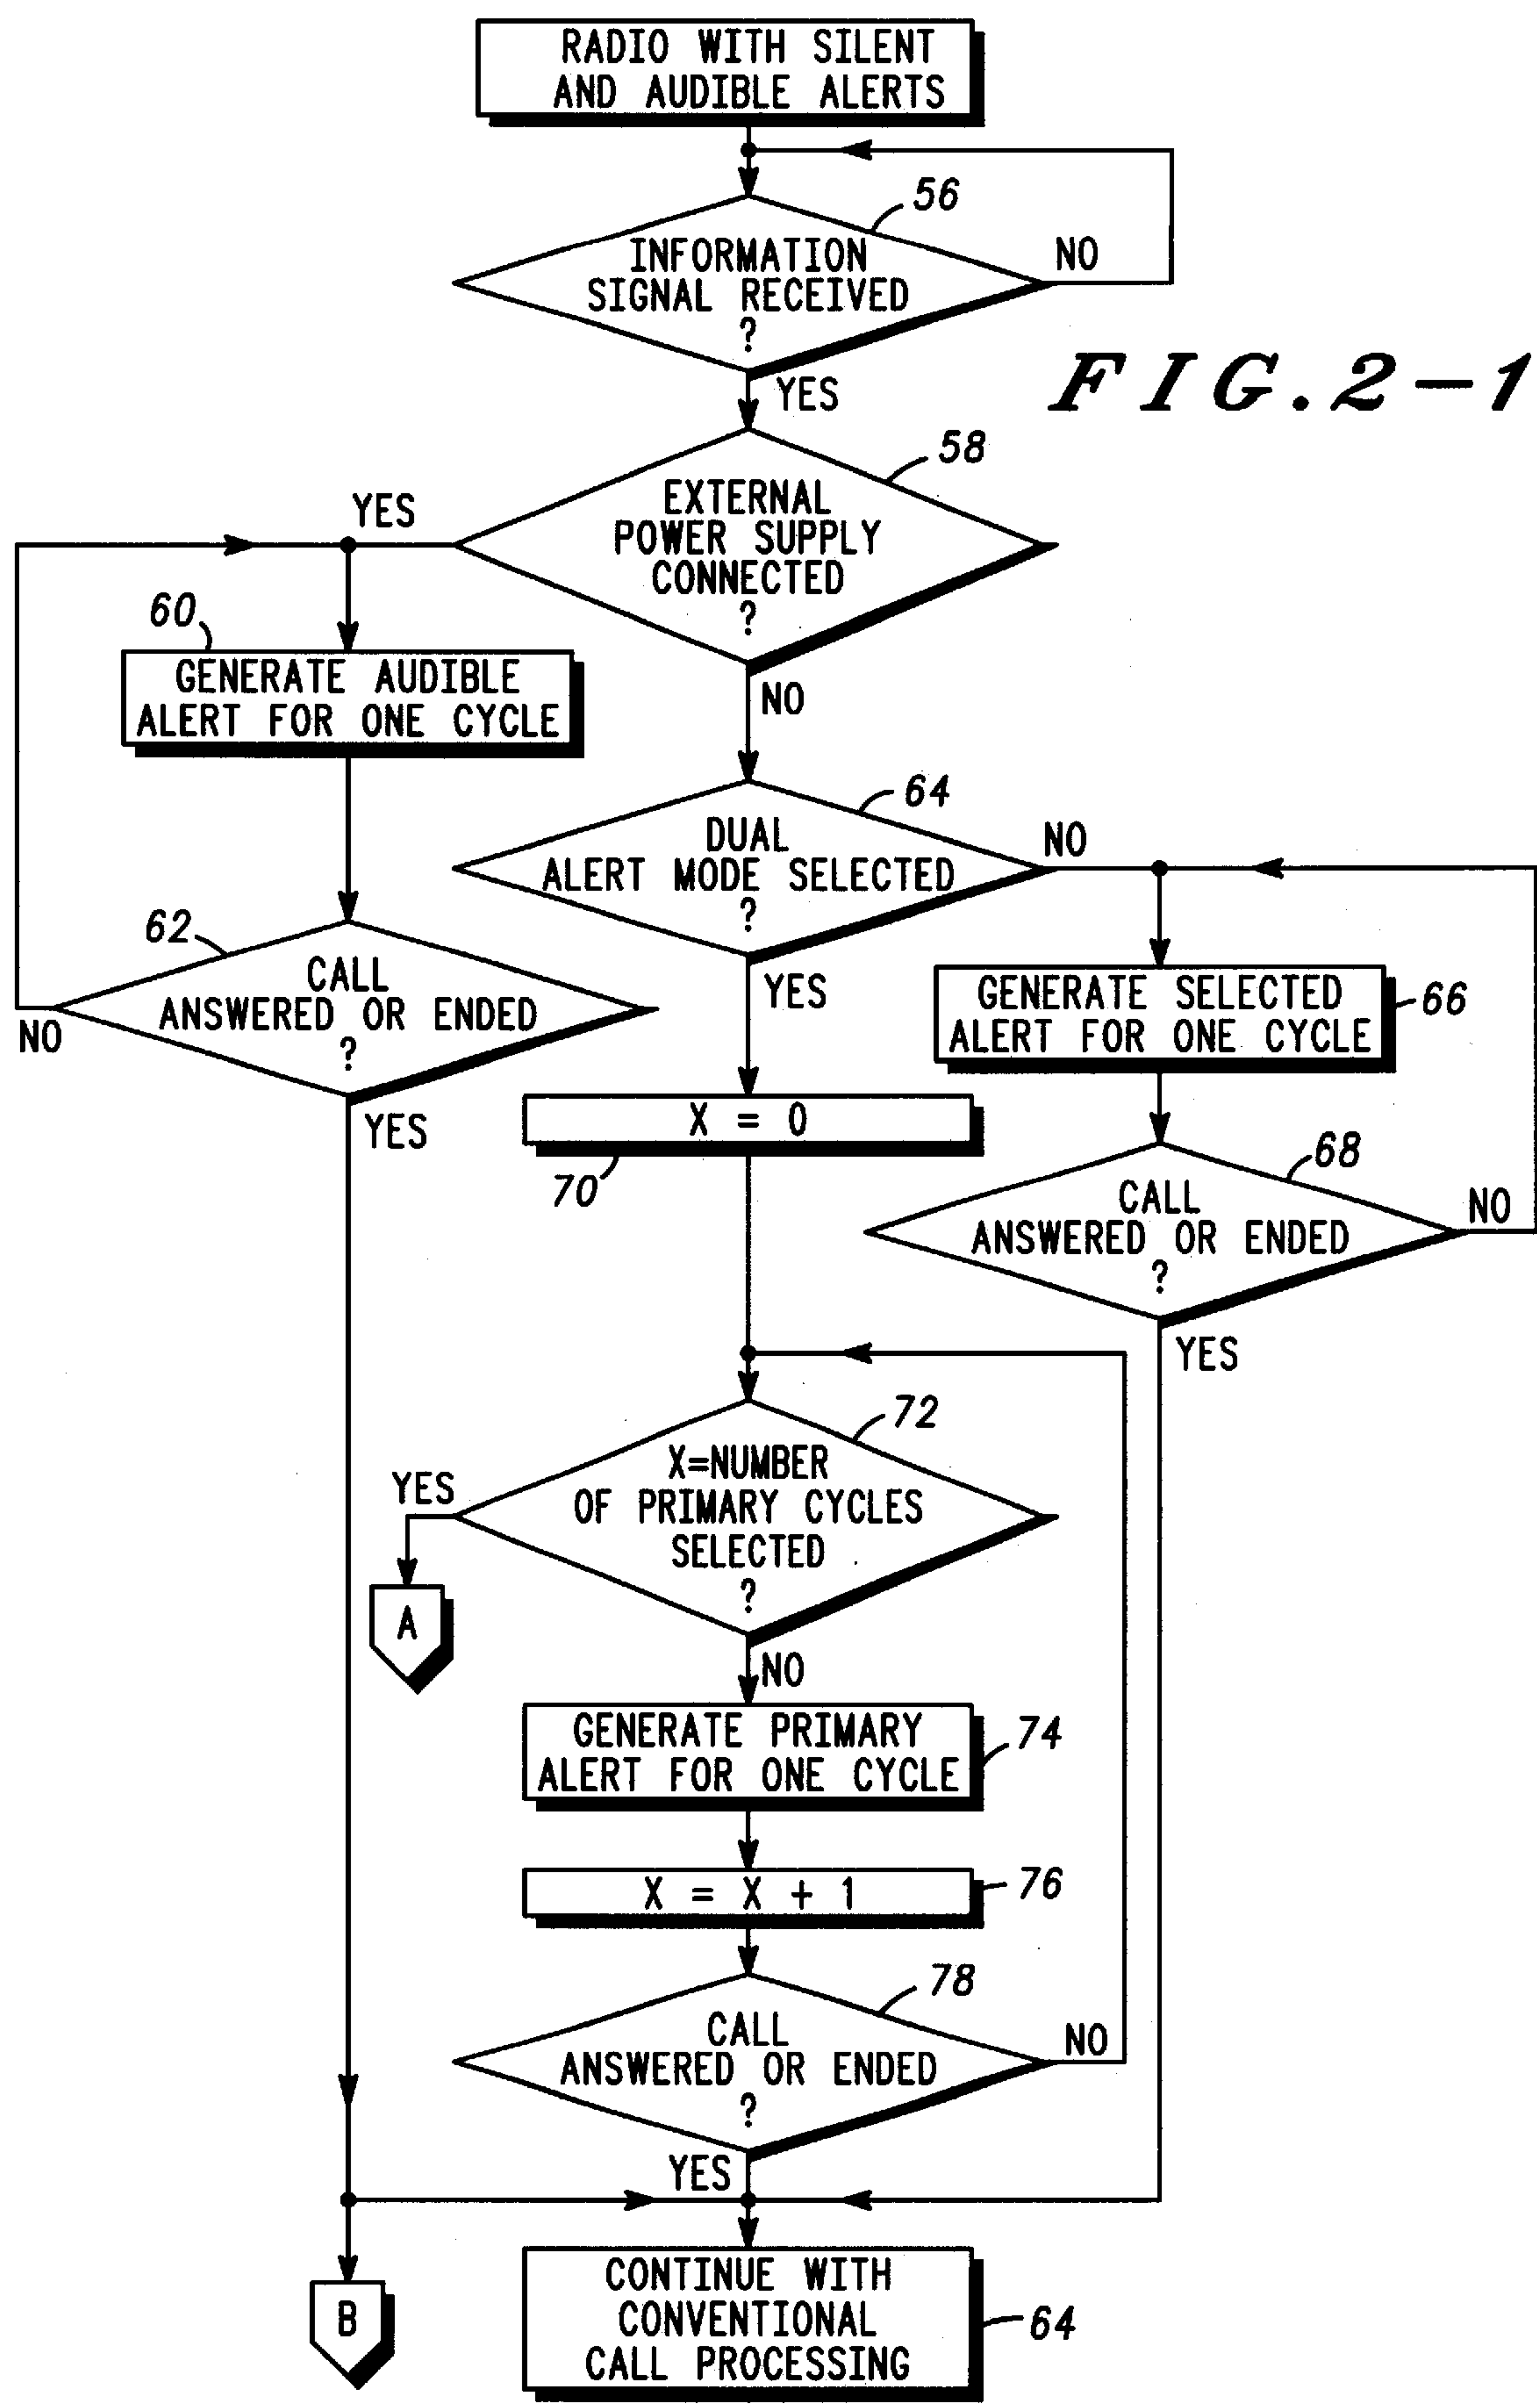 RADIO WITH SILENT
AND AUDIBLE ALERTS
56
INFORMATION
SIGNAL RECEIVED
?
NO
YES
FIG.2-1
58
EXTERNAL
POWER SUPPLY
CONNECTED
?
YES
NO
60
GENERATE AUDIBLE
ALERT FOR ONE CYCLE
64
DUAL
ALERT MODE SELECTED
?
NO
YES
62
CALL
ANSWERED OR ENDED
?
NO
YES
GENERATE SELECTED
ALERT FOR ONE CYCLE
66
X = 0
70
68
CALL
ANSWERED OR ENDED
?
NO
YES
72
X=NUMBER
OF PRIMARY CYCLES
SELECTED
?
YES
A
NO
GENERATE PRIMARY
ALERT FOR ONE CYCLE
74
X = X + 1
76
78
CALL
ANSWERED OR ENDED
?
NO
YES
B
CONTINUE WITH
CONVENTIONAL
CALL PROCESSING
64